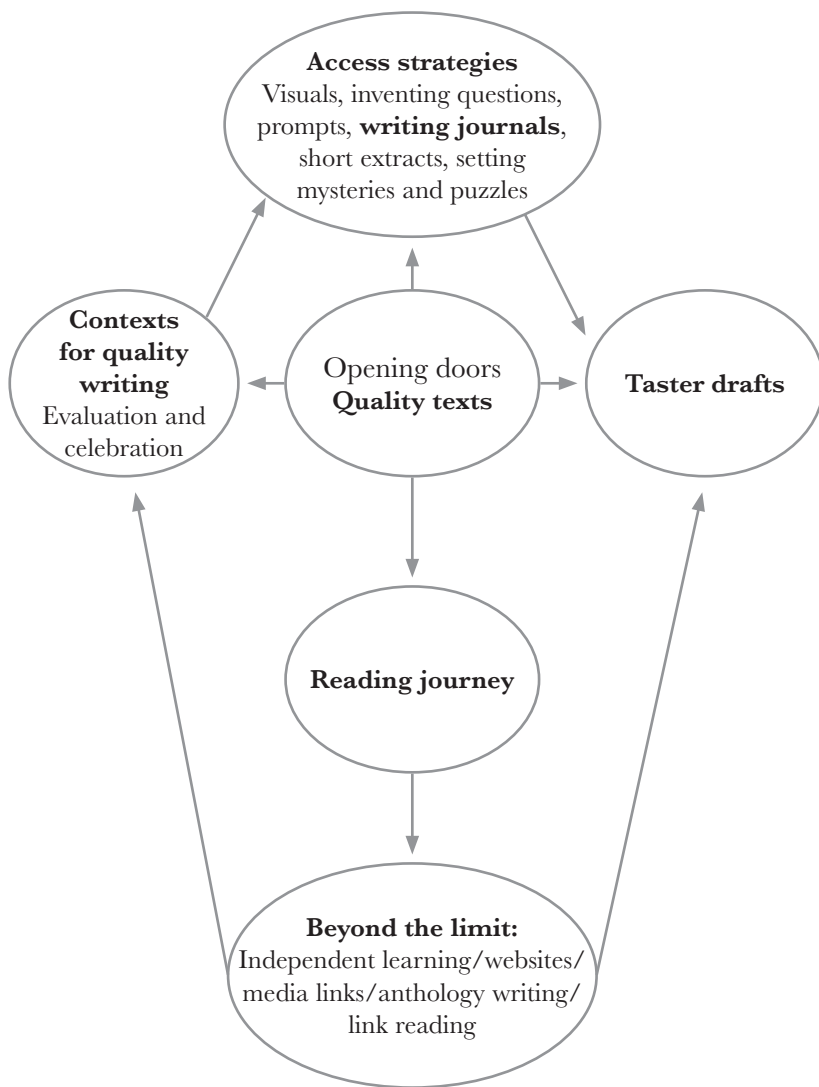 Access strategies
Visuals, inventing questions,
prompts, writing journals,
short extracts, setting
mysteries and puzzles
Contexts
for quality
writing
Evaluation and
celebration
Opening doors
Quality texts
Taster drafts
Reading journey
Beyond the limit:
Independent learning/websites/
media links/anthology writing/
link reading